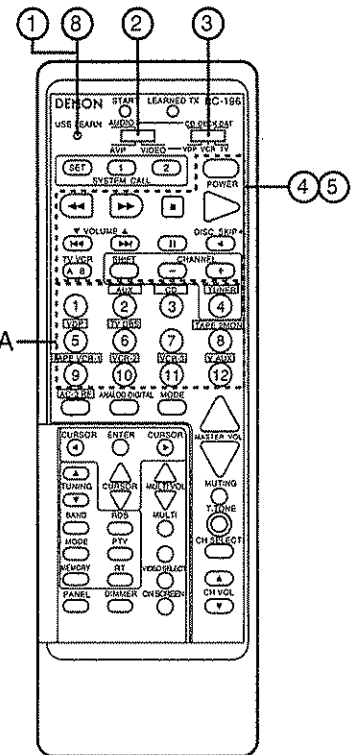 1 8 2 3
DENON START LEARNED TX RC-196
USE LEARN AUDIO CD DECK DAT
AVP VIDEO VDP VCR TV
SET 1 2 POWER
SYSTEM CALL
4 5
VOLUME DISC SKIP+
TV VCR SHIFT CHANNEL
A B - +
AUX CD TUNER
1 2 3 4
VDP TV DBS TAPE 2MON
A
5 6 7 8
TAPE VCR-1 VCR-2 VCR-3 V.AUX
9 10 11 12
AC-3 RF ANALOG DIGITAL MODE
MASTER VOL
CURSOR ENTER CURSOR
MUTING
TUNING CURSOR MULTI VOL
T.TONE
BAND RDS MULTI
CH SELECT
MODE PTY
MEMORY RT VIDEO SELECT
PANEL DIMMER ON SCREEN CH VOL